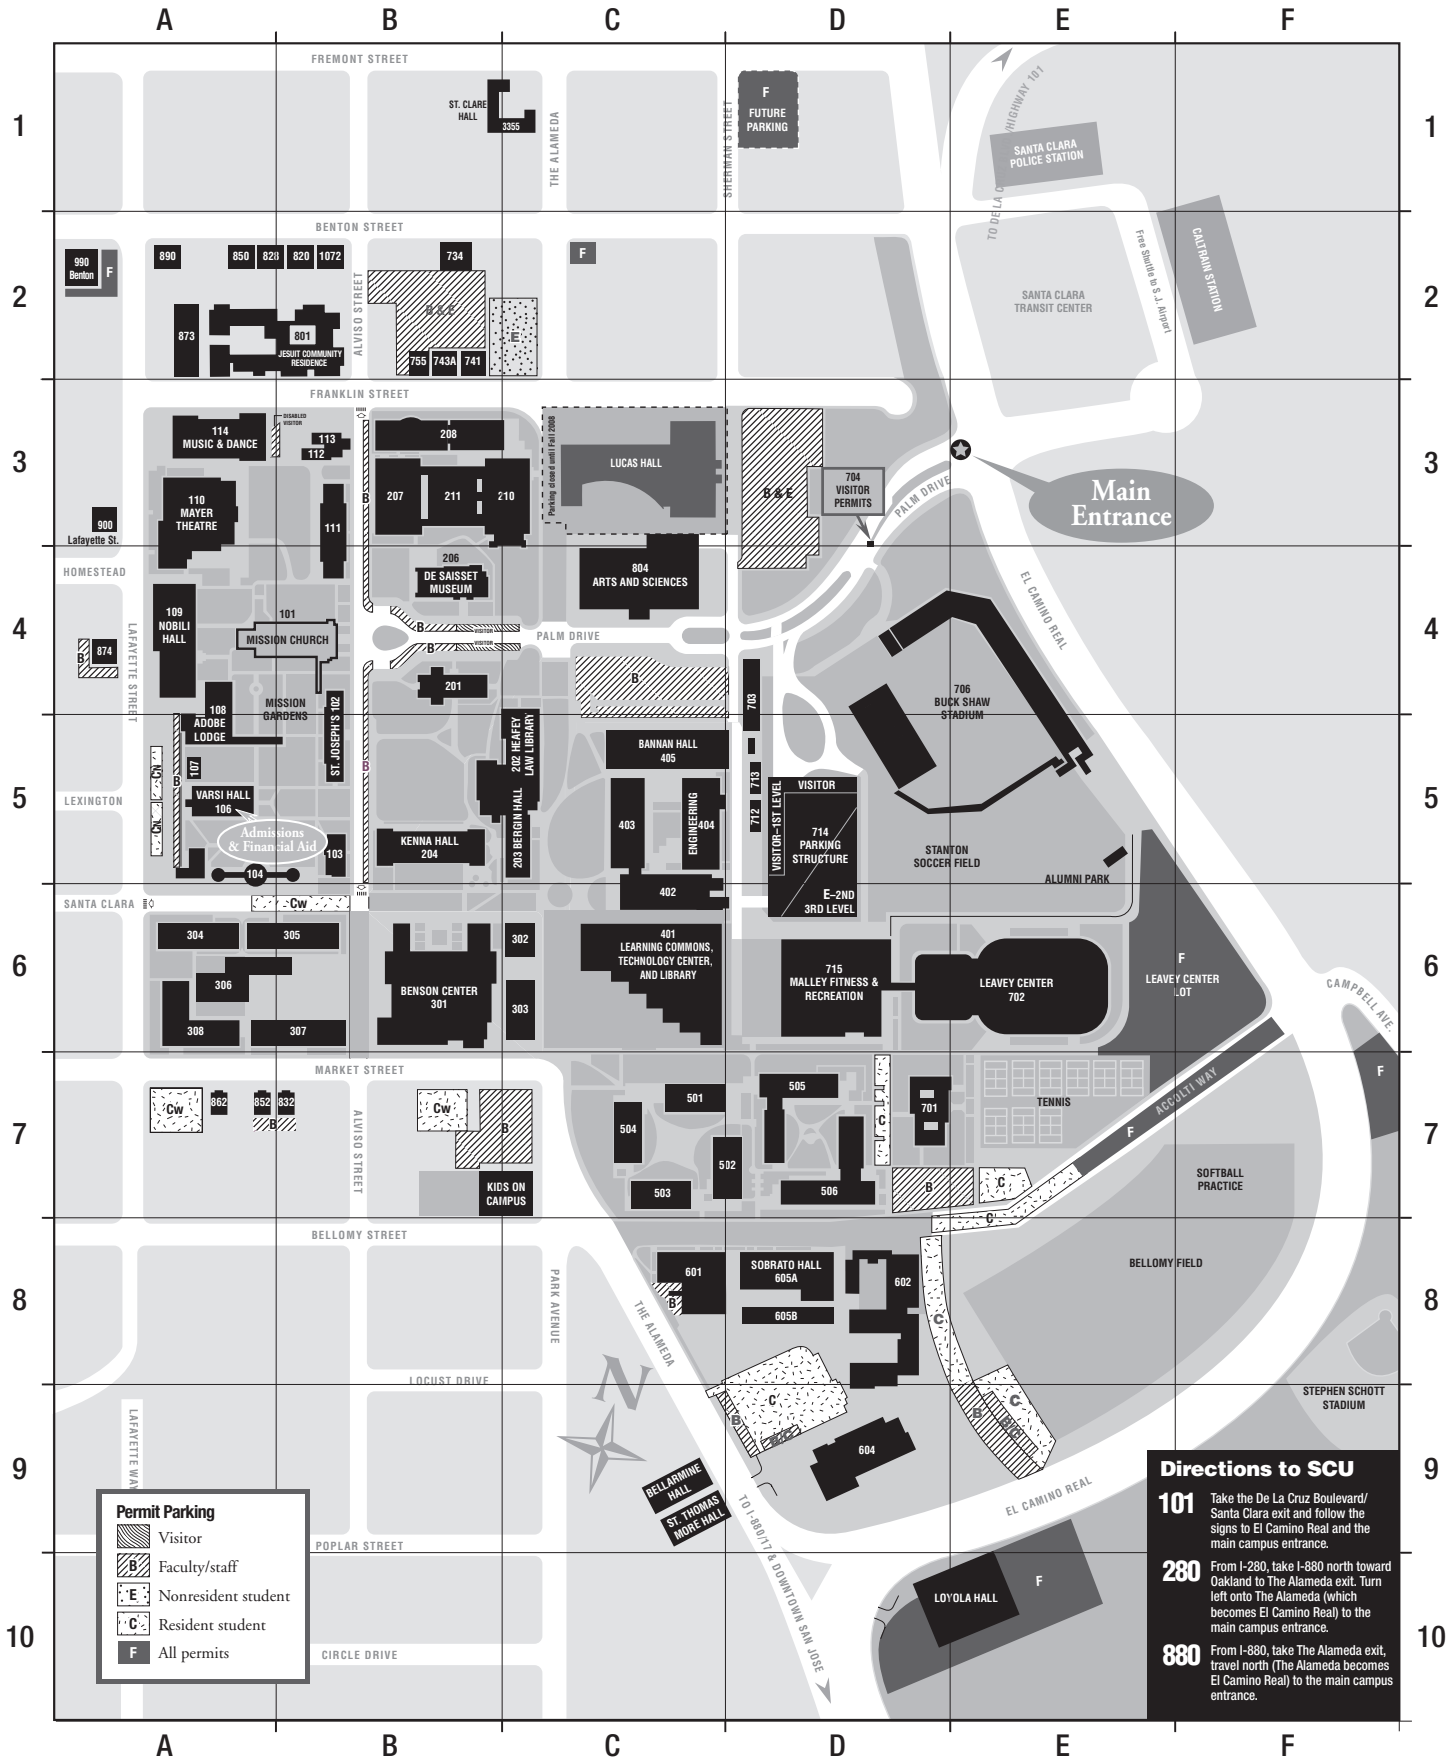 A B C D E F
FREMONT STREET
ST. CLARE
HALL
3355
THE ALAMEDA
SHERMAN STREET
F
FUTURE
PARKING
TO DE LA C
/HIGHWAY 101
SANTA CLARA
POLICE STATION
1 1
BENTON STREET
990
Benton
F
890
850
828
820
1072
734
F
ALVISO STREET
B & E
E
873
801
JESUIT COMMUNITY
RESIDENCE
755
743A
741
SANTA CLARA
TRANSIT CENTER
Free Shuttle to S.J. Airport
CALTRAIN STATION
2 2
FRANKLIN STREET
DISABLED
VISITOR
114
MUSIC & DANCE
113
112
208
Parking closed until Fall 2008
LUCAS HALL
110
MAYER
THEATRE
111
B
207
211
210
B & E
704
VISITOR
PERMITS
PALM DRIVE
Main
Entrance
900
Lafayette St.
3 3
HOMESTEAD
206
DE SAISSET
MUSEUM
804
ARTS AND SCIENCES
EL CAMINO REAL
109
NOBILI
HALL
101
MISSION CHURCH
B
VISITOR
B
VISITOR
PALM DRIVE
LAFAYETTE STREET
B
874
201
B
703
706
BUCK SHAW
STADIUM
MISSION
GARDENS
108
ADOBE
LODGE
ST. JOSEPH'S 102
4 4
202 HEAFEY
LAW LIBRARY
BANNAN HALL
405
CN
CN
B
107
B
VARSI HALL
106
Admissions
& Financial Aid
LEXINGTON
103
104
KENNA HALL
204
203 BERGIN HALL
403
ENGINEERING
404
713
712
VISITOR
VISITOR–1ST LEVEL
714
PARKING
STRUCTURE
E–2ND
3RD LEVEL
STANTON
SOCCER FIELD
ALUMNI PARK
5 5
402
SANTA CLARA
Cw
304
305
306
308
307
BENSON CENTER
301
302
303
401
LEARNING COMMONS,
TECHNOLOGY CENTER,
AND LIBRARY
715
MALLEY FITNESS &
RECREATION
LEAVEY CENTER
702
F
LEAVEY CENTER
LOT
CAMPBELL AVE.
6 6
MARKET STREET
Cw
862
852
832
B
ALVISO STREET
Cw
B
KIDS ON
CAMPUS
501
504
502
503
505
506
C
701
TENNIS
ACCOLTI WAY
F
F
B
C
C
SOFTBALL
PRACTICE
7 7
BELLOMY STREET
PARK AVENUE
THE ALAMEDA
601
B
SOBRATO HALL
605A
605B
602
C
BELLOMY FIELD
8 8
LOCUST DRIVE
N
C
B
B/C
604
B
C
B/C
STEPHEN SCHOTT
STADIUM
LAFAYETTE WAY
BELLARMINE
HALL
ST. THOMAS
MORE HALL
TO I-880/17 & DOWNTOWN SAN JOSE
EL CAMINO REAL
9 9
POPLAR STREET
CIRCLE DRIVE
LOYOLA HALL
F
10 10
Permit Parking
Visitor
B Faculty/staff
E Nonresident student
C Resident student
F All permits
Directions to SCU
101 Take the De La Cruz Boulevard/
Santa Clara exit and follow the
signs to El Camino Real and the
main campus entrance.
280 From I-280, take I-880 north toward
Oakland to The Alameda exit. Turn
left onto The Alameda (which
becomes El Camino Real) to the
main campus entrance.
880 From I-880, take The Alameda exit,
travel north (The Alameda becomes
El Camino Real) to the main campus
entrance.
A B C D E F